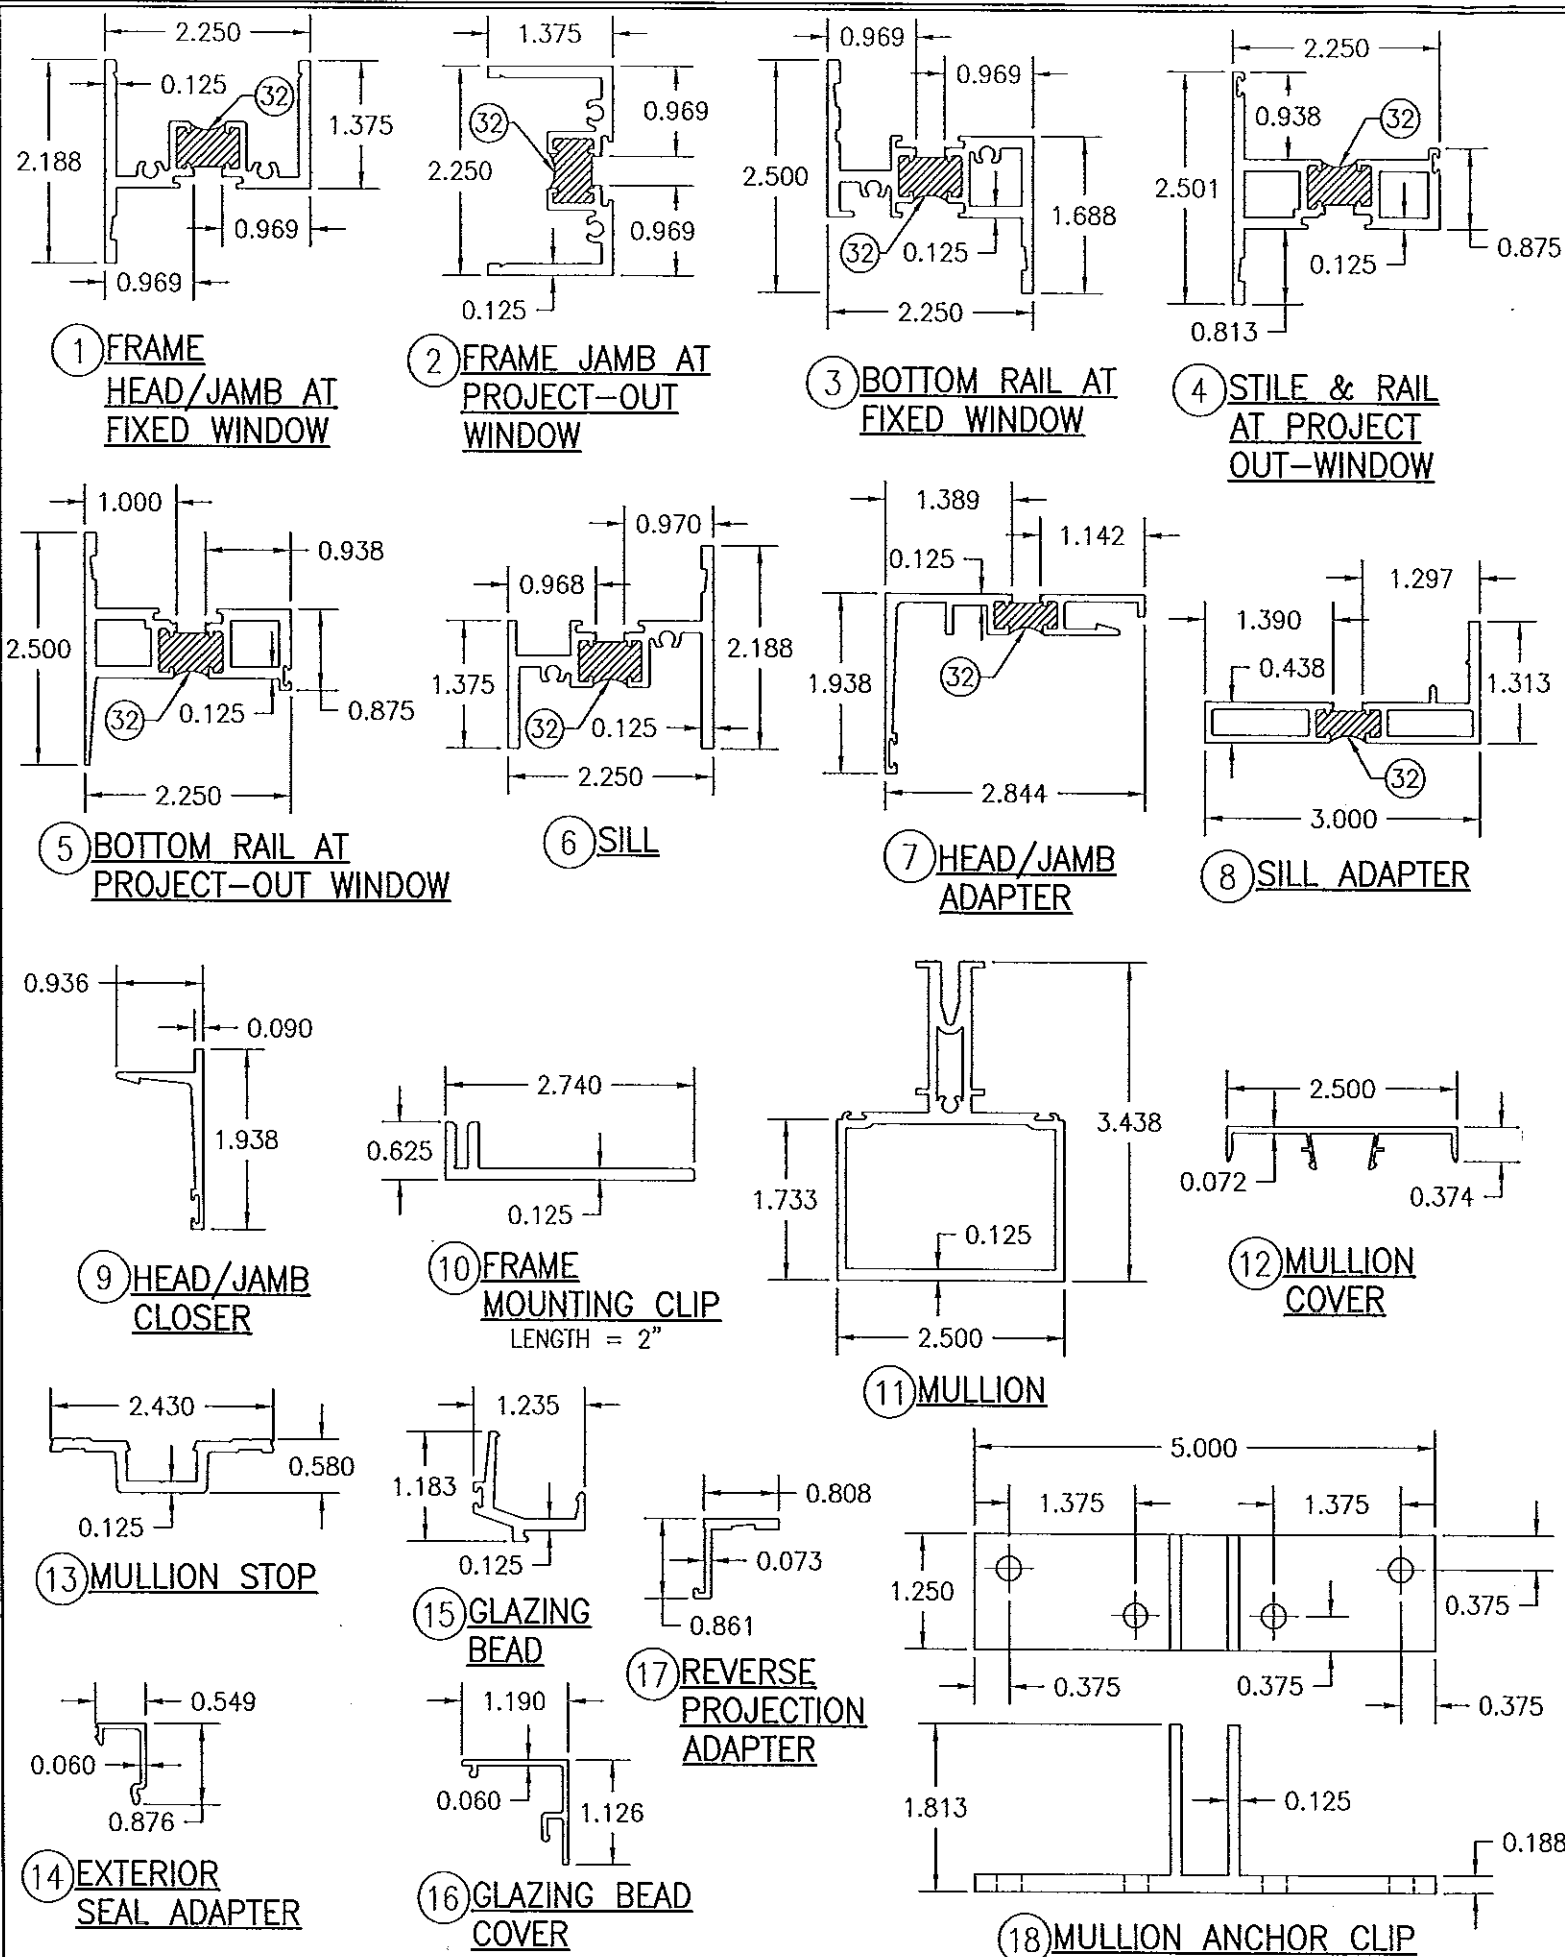 2.250
0.125
32
2.188
1.375
0.969
0.969
1 FRAME
HEAD/JAMB AT
FIXED WINDOW
1.375
32
0.969
2.250
0.969
0.125
2 FRAME JAMB AT
PROJECT-OUT
WINDOW
0.969
0.969
2.500
1.688
32
0.125
2.250
3 BOTTOM RAIL AT
FIXED WINDOW
2.250
0.938
32
2.501
0.125
0.875
0.813
4 STILE & RAIL
AT PROJECT
OUT-WINDOW
1.000
0.938
2.500
32
0.125
0.875
2.250
5 BOTTOM RAIL AT
PROJECT-OUT WINDOW
0.970
0.968
2.188
1.375
32
0.125
2.250
6 SILL
1.389
1.142
0.125
1.938
32
2.844
7 HEAD/JAMB
ADAPTER
1.297
1.390
0.438
1.313
32
3.000
8 SILL ADAPTER
0.936
0.090
1.938
9 HEAD/JAMB
CLOSER
2.740
0.625
0.125
10 FRAME
MOUNTING CLIP
LENGTH = 2"
3.438
1.733
0.125
2.500
11 MULLION
2.500
0.072
0.374
12 MULLION
COVER
2.430
0.580
0.125
13 MULLION STOP
1.235
1.183
0.125
15 GLAZING
BEAD
0.808
0.073
0.861
17 REVERSE
PROJECTION
ADAPTER
5.000
1.375
1.375
1.250
0.375
0.375
0.375
0.375
1.813
0.125
0.188
18 MULLION ANCHOR CLIP
0.549
0.060
0.876
14 EXTERIOR
SEAL ADAPTER
1.190
0.060
1.126
16 GLAZING BEAD
COVER